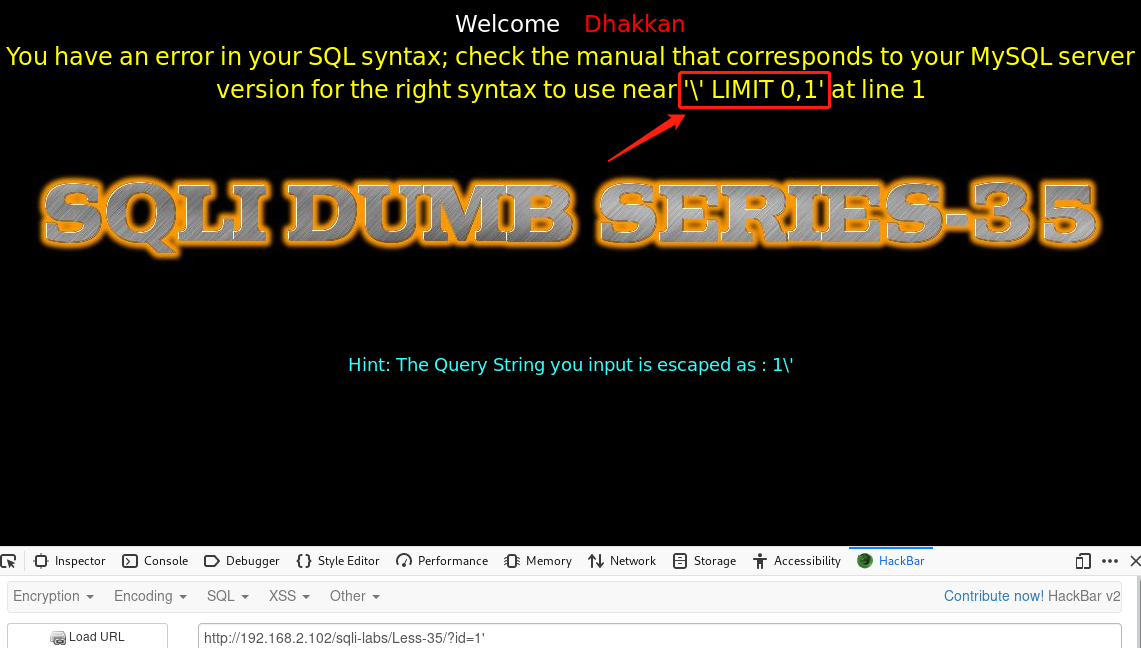 Welcome Dhakkan
You have an error in your SQL syntax; check the manual that corresponds to your MySQL server
version for the right syntax to use near '\' LIMIT 0,1' at line 1
SQLI DUMB SERIES-35
Hint: The Query String you input is escaped as : 1\'
Inspector Console Debugger Style Editor Performance Memory Network Storage Accessibility HackBar
Encryption Encoding SQL XSS Other Contribute now! HackBar v2
Load URL http://192.168.2.102/sqli-labs/Less-35/?id=1'